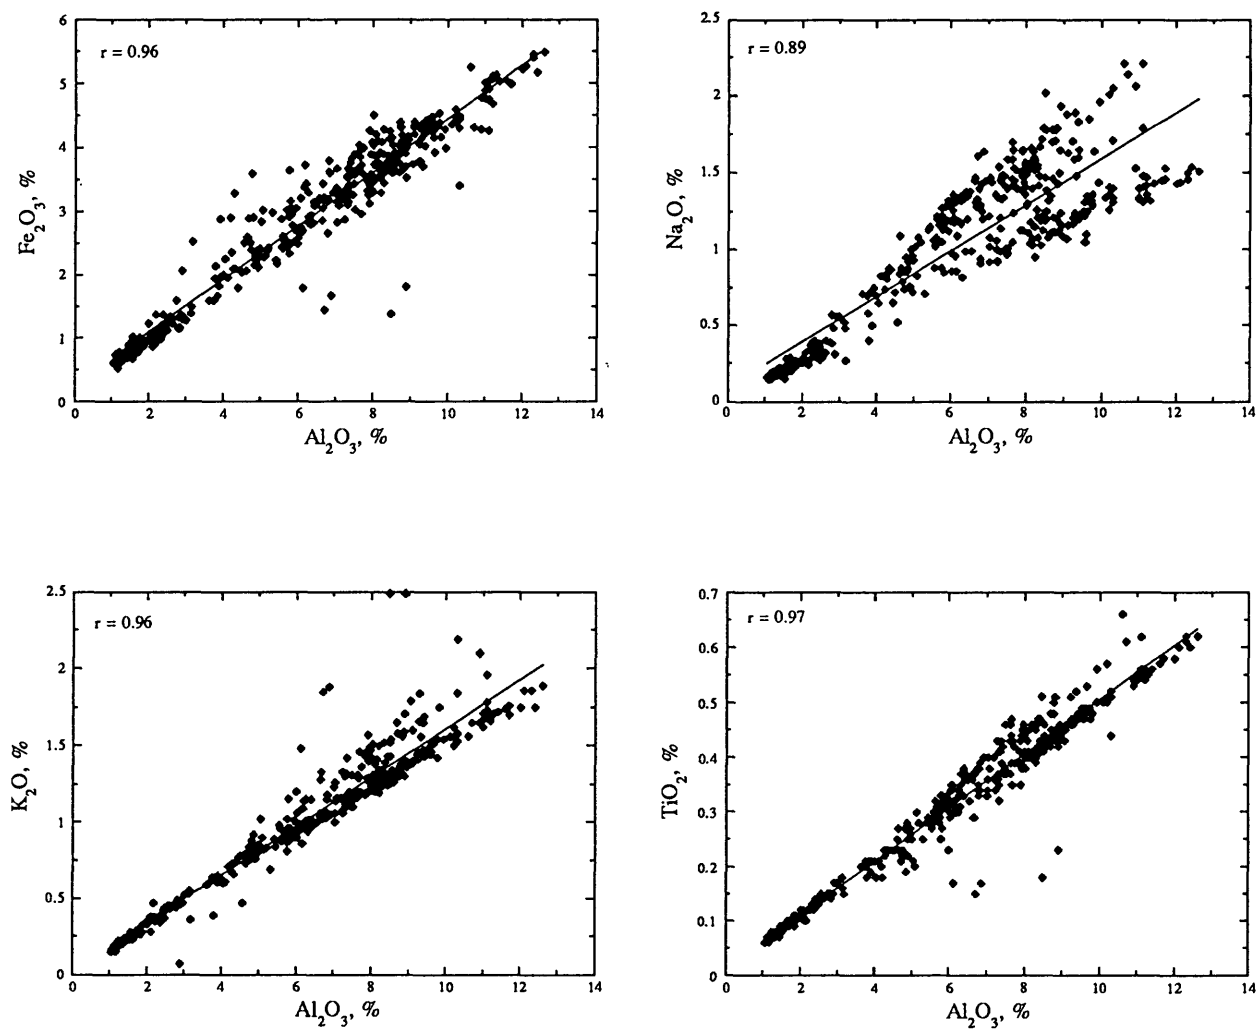 6
5
4
3
2
1
0
Fe2O3, %
r = 0.96
0 2 4 6 8 10 12 14
Al2O3, %
2.5
2
1.5
1
0.5
0
Na2O, %
r = 0.89
0 2 4 6 8 10 12 14
Al2O3, %
2.5
2
1.5
1
0.5
0
K2O, %
r = 0.96
0 2 4 6 8 10 12 14
Al2O3, %
0.7
0.6
0.5
0.4
0.3
0.2
0.1
0
TiO2, %
r = 0.97
0 2 4 6 8 10 12 14
Al2O3, %